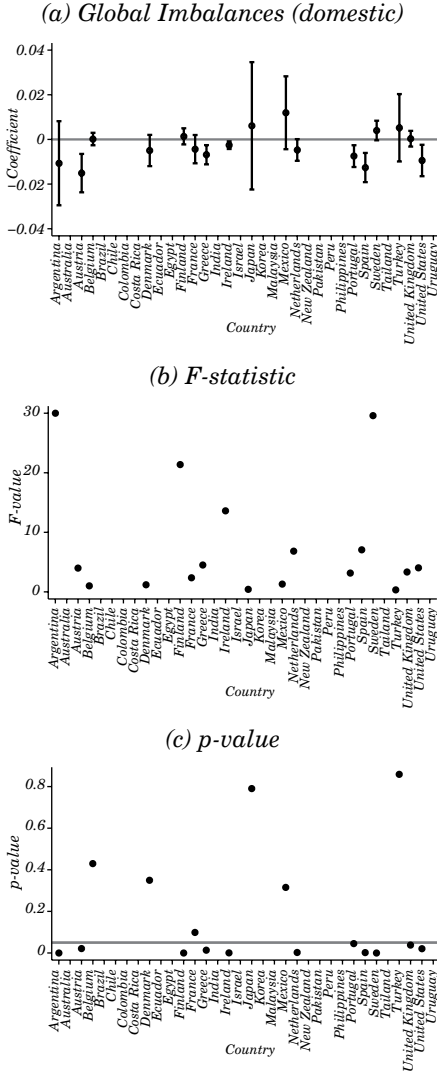 (a) Global Imbalances (domestic)
Coefficient
0.04
0.02
0
−0.02
−0.04
Argentina
Australia
Austria
Belgium
Brazil
Chile
Colombia
Costa Rica
Denmark
Ecuador
Egypt
Finland
France
Greece
India
Ireland
Israel
Japan
Korea
Malaysia
Mexico
Netherlands
New Zealand
Pakistan
Peru
Philippines
Portugal
Spain
Sweden
Tailand
Turkey
United Kingdom
United States
Uruguay
Country
(b) F-statistic
F-value
30
20
10
0
Argentina
Australia
Austria
Belgium
Brazil
Chile
Colombia
Costa Rica
Denmark
Ecuador
Egypt
Finland
France
Greece
India
Ireland
Israel
Japan
Korea
Malaysia
Mexico
Netherlands
New Zealand
Pakistan
Peru
Philippines
Portugal
Spain
Sweden
Tailand
Turkey
United Kingdom
United States
Uruguay
Country
(c) p-value
p-value
0.8
0.6
0.4
0.2
0
Argentina
Australia
Austria
Belgium
Brazil
Chile
Colombia
Costa Rica
Denmark
Ecuador
Egypt
Finland
France
Greece
India
Ireland
Israel
Japan
Korea
Malaysia
Mexico
Netherlands
New Zealand
Pakistan
Peru
Philippines
Portugal
Spain
Sweden
Tailand
Turkey
United Kingdom
United States
Uruguay
Country